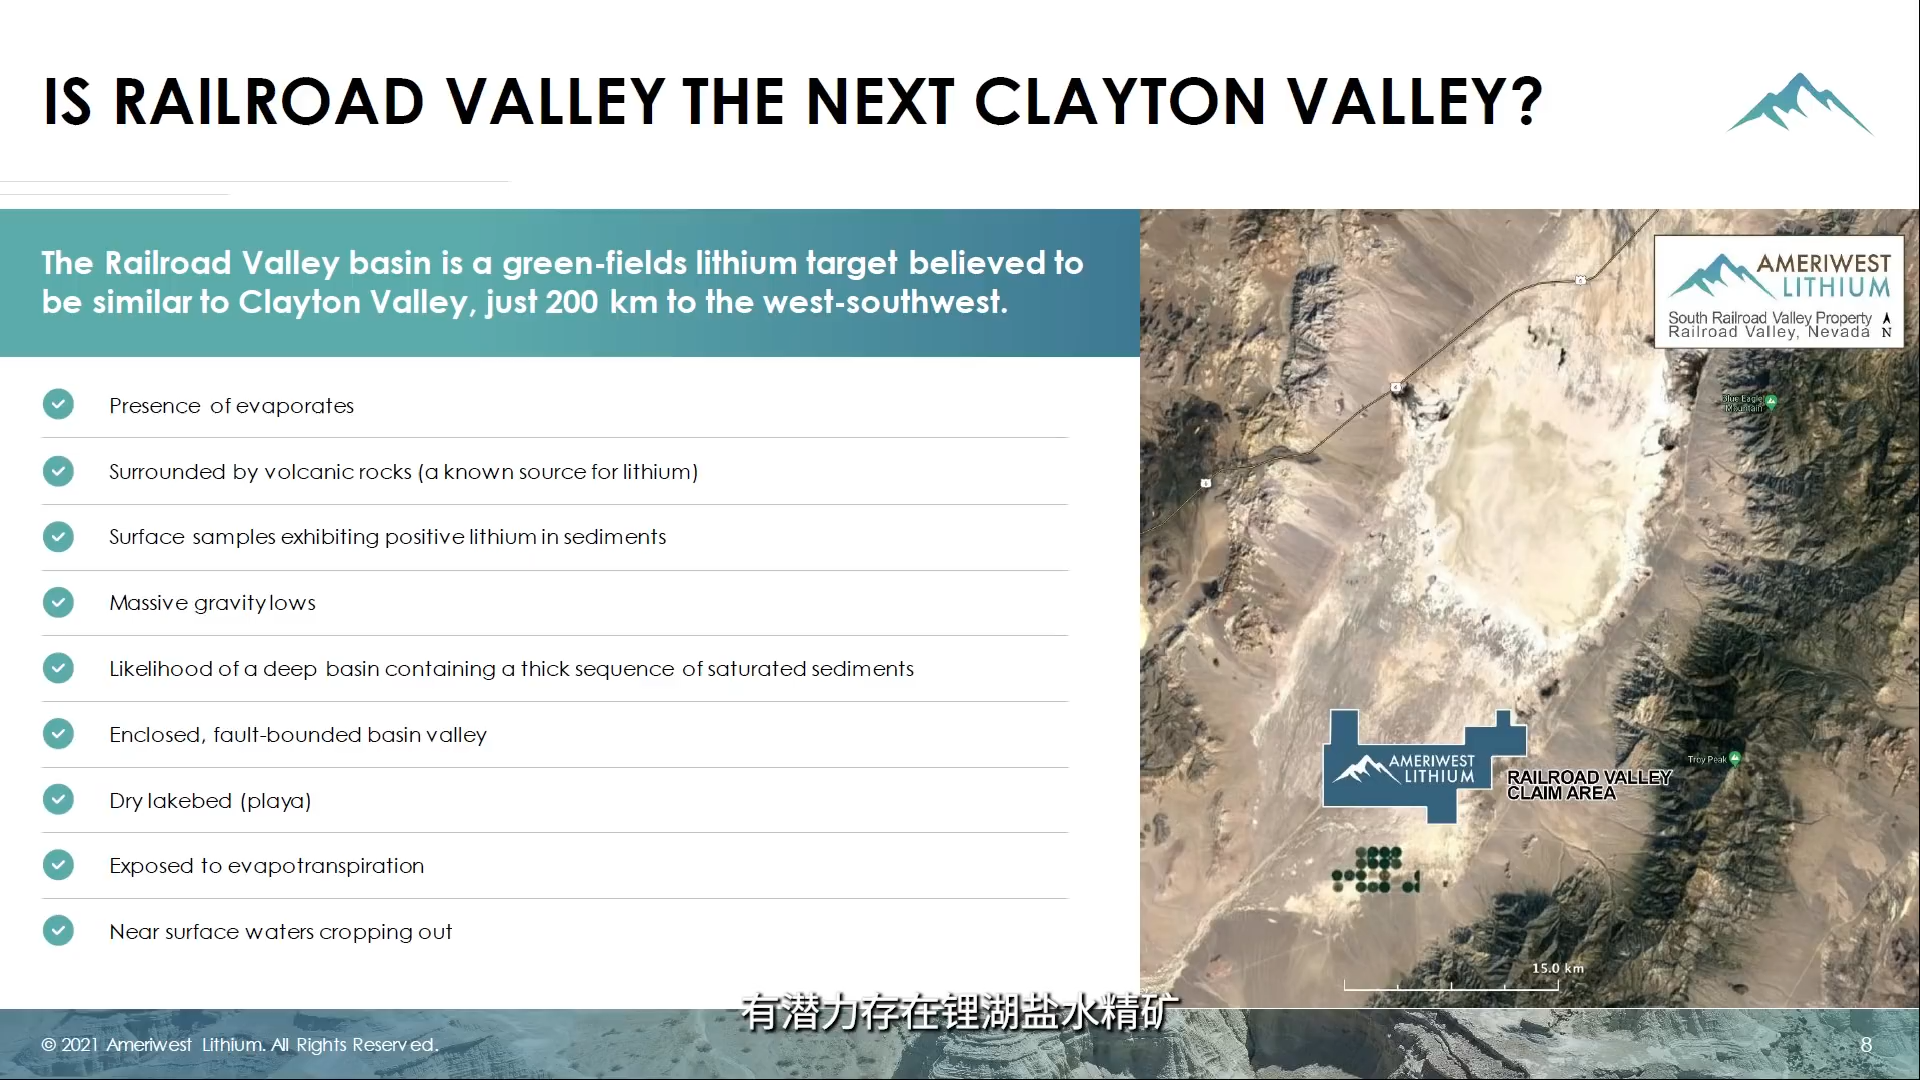 IS RAILROAD VALLEY THE NEXT CLAYTON VALLEY?
The Railroad Valley basin is a green-fields lithium target believed to
be similar to Clayton Valley, just 200 km to the west-southwest.
Presence of evaporates
Surrounded by volcanic rocks (a known source for lithium)
Surface samples exhibiting positive lithium in sediments
Massive gravity lows
Likelihood of a deep basin containing a thick sequence of saturated sediments
Enclosed, fault-bounded basin valley
Dry lakebed (playa)
Exposed to evapotranspiration
Near surface waters cropping out
AMERIWEST
LITHIUM
South Railroad Valley Property
Railroad Valley, Nevada
N
Blue Eagle
Mountain
Troy Peak
AMERIWEST
LITHIUM
RAILROAD VALLEY
CLAIM AREA
15.0 km
有潜力存在锂湖盐水精矿
© 2021 Ameriwest Lithium. All Rights Reserved.
8